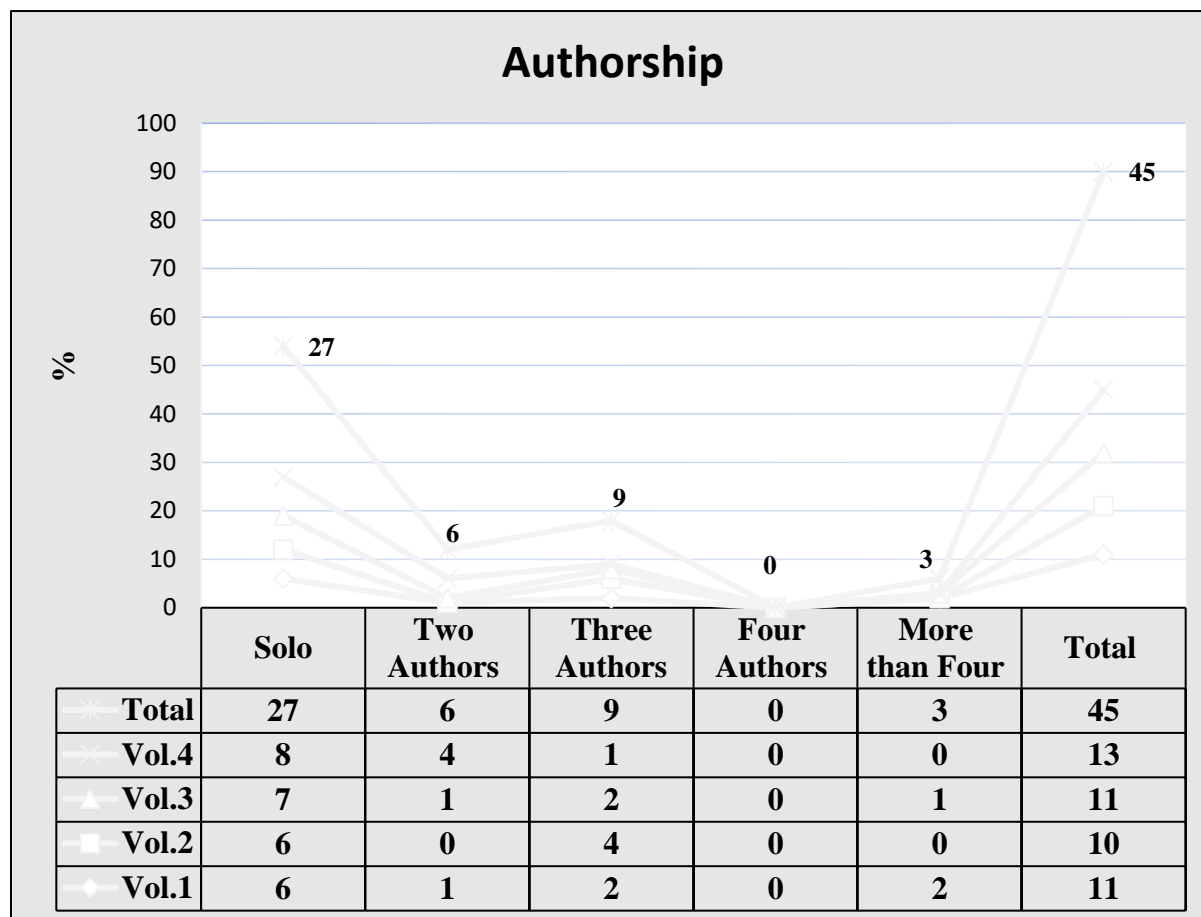 Authorship
%
100
90
80
70
60
50
40
30
20
10
0
27
6
9
0
3
45
Solo Two Authors Three Authors Four Authors More than Four Total
Total 27 6 9 0 3 45
Vol.4 8 4 1 0 0 13
Vol.3 7 1 2 0 1 11
Vol.2 6 0 4 0 0 10
Vol.1 6 1 2 0 2 11